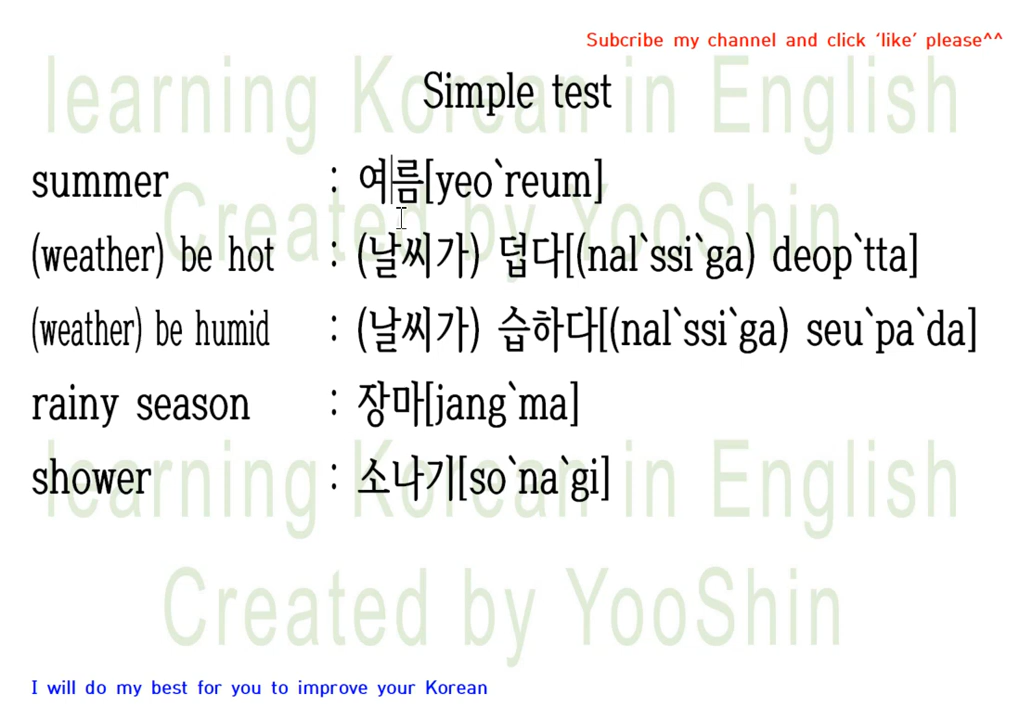 Subcribe my channel and click ‘like’ please^^
learning Korean in English
Simple test
summer : 여름[yeo`reum]
Created by YooShin
(weather) be hot : (날씨가) 덥다[(nal`ssi`ga) deop`tta]
(weather) be humid : (날씨가) 습하다[(nal`ssi`ga) seu`pa`da]
rainy season : 장마[jang`ma]
learning Korean in English
shower : 소나기[so`na`gi]
Created by YooShin
I will do my best for you to improve your Korean